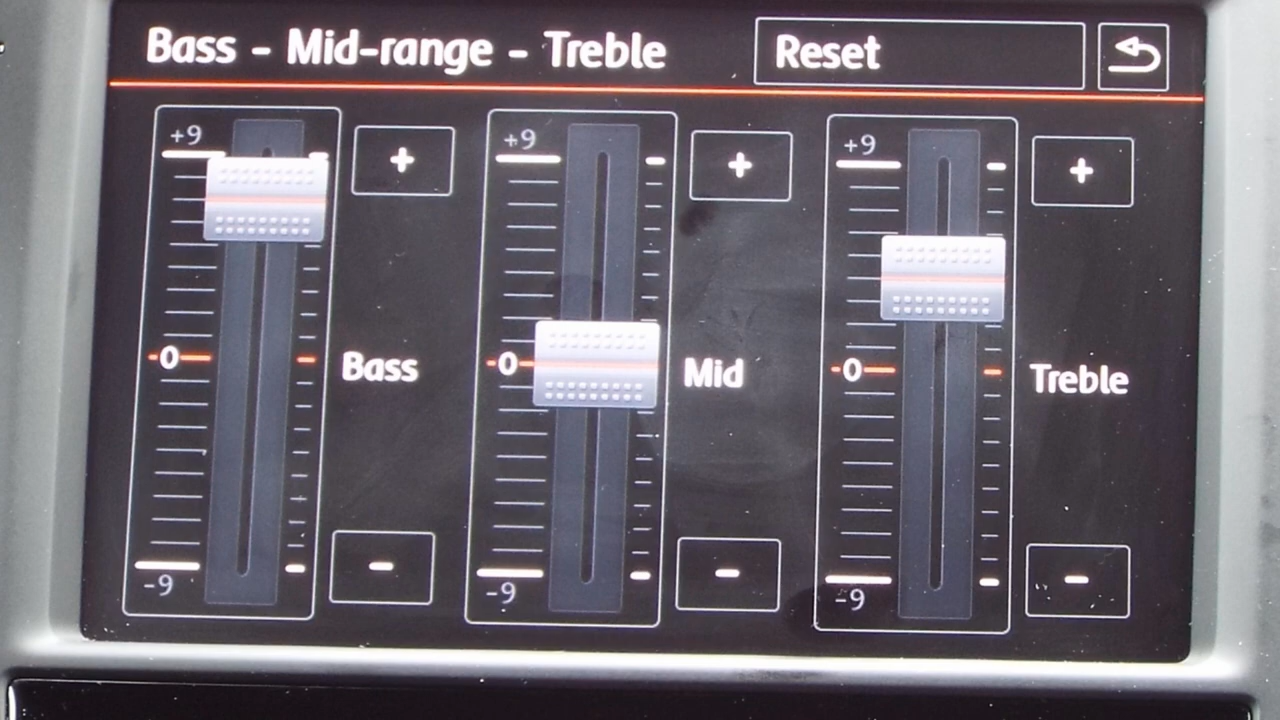 Bass - Mid-range - Treble Reset
+9 +9 +9
+ + +
-0- -0- -0-
Bass Mid Treble
- - -
-9 -9 -9